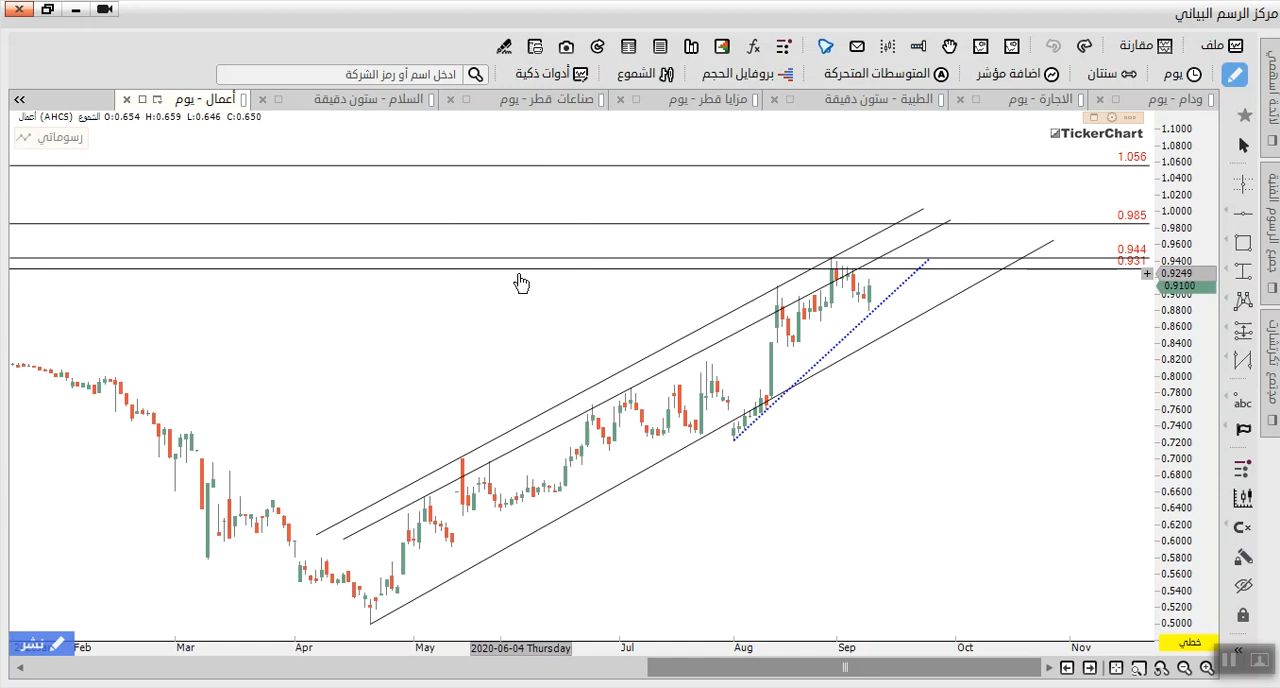 مركز الرسم البياني
ملف
مقارنة
يوم
سنتان
اضافة مؤشر
المتوسطات المتحركة
بروفايل الحجم
الشموع
أدوات ذكية
ادخل اسم أو رمز الشركة
ودام - يوم
الاجارة - يوم
الطبية - ستون دقيقة
مزايا قطر - يوم
صناعات قطر - يوم
السلام - ستون دقيقة
أعمال - يوم
أعمال (AHCS) الشموع O:0.654 H:0.659 L:0.646 C:0.650
رسوماتي
TickerChart
1.056
0.985
0.944
0.931
1.1000
1.0800
1.0600
1.0400
1.0200
1.0000
0.9800
0.9600
0.9400
0.9249
0.9100
0.8800
0.8600
0.8400
0.8200
0.8000
0.7800
0.7600
0.7400
0.7200
0.7000
0.6800
0.6600
0.6400
0.6200
0.6000
0.5800
0.5600
0.5400
0.5200
0.5000
abc
نشر
Feb
Mar
Apr
May
2020-06-04 Thursday
Jul
Aug
Sep
Oct
Nov
خطي